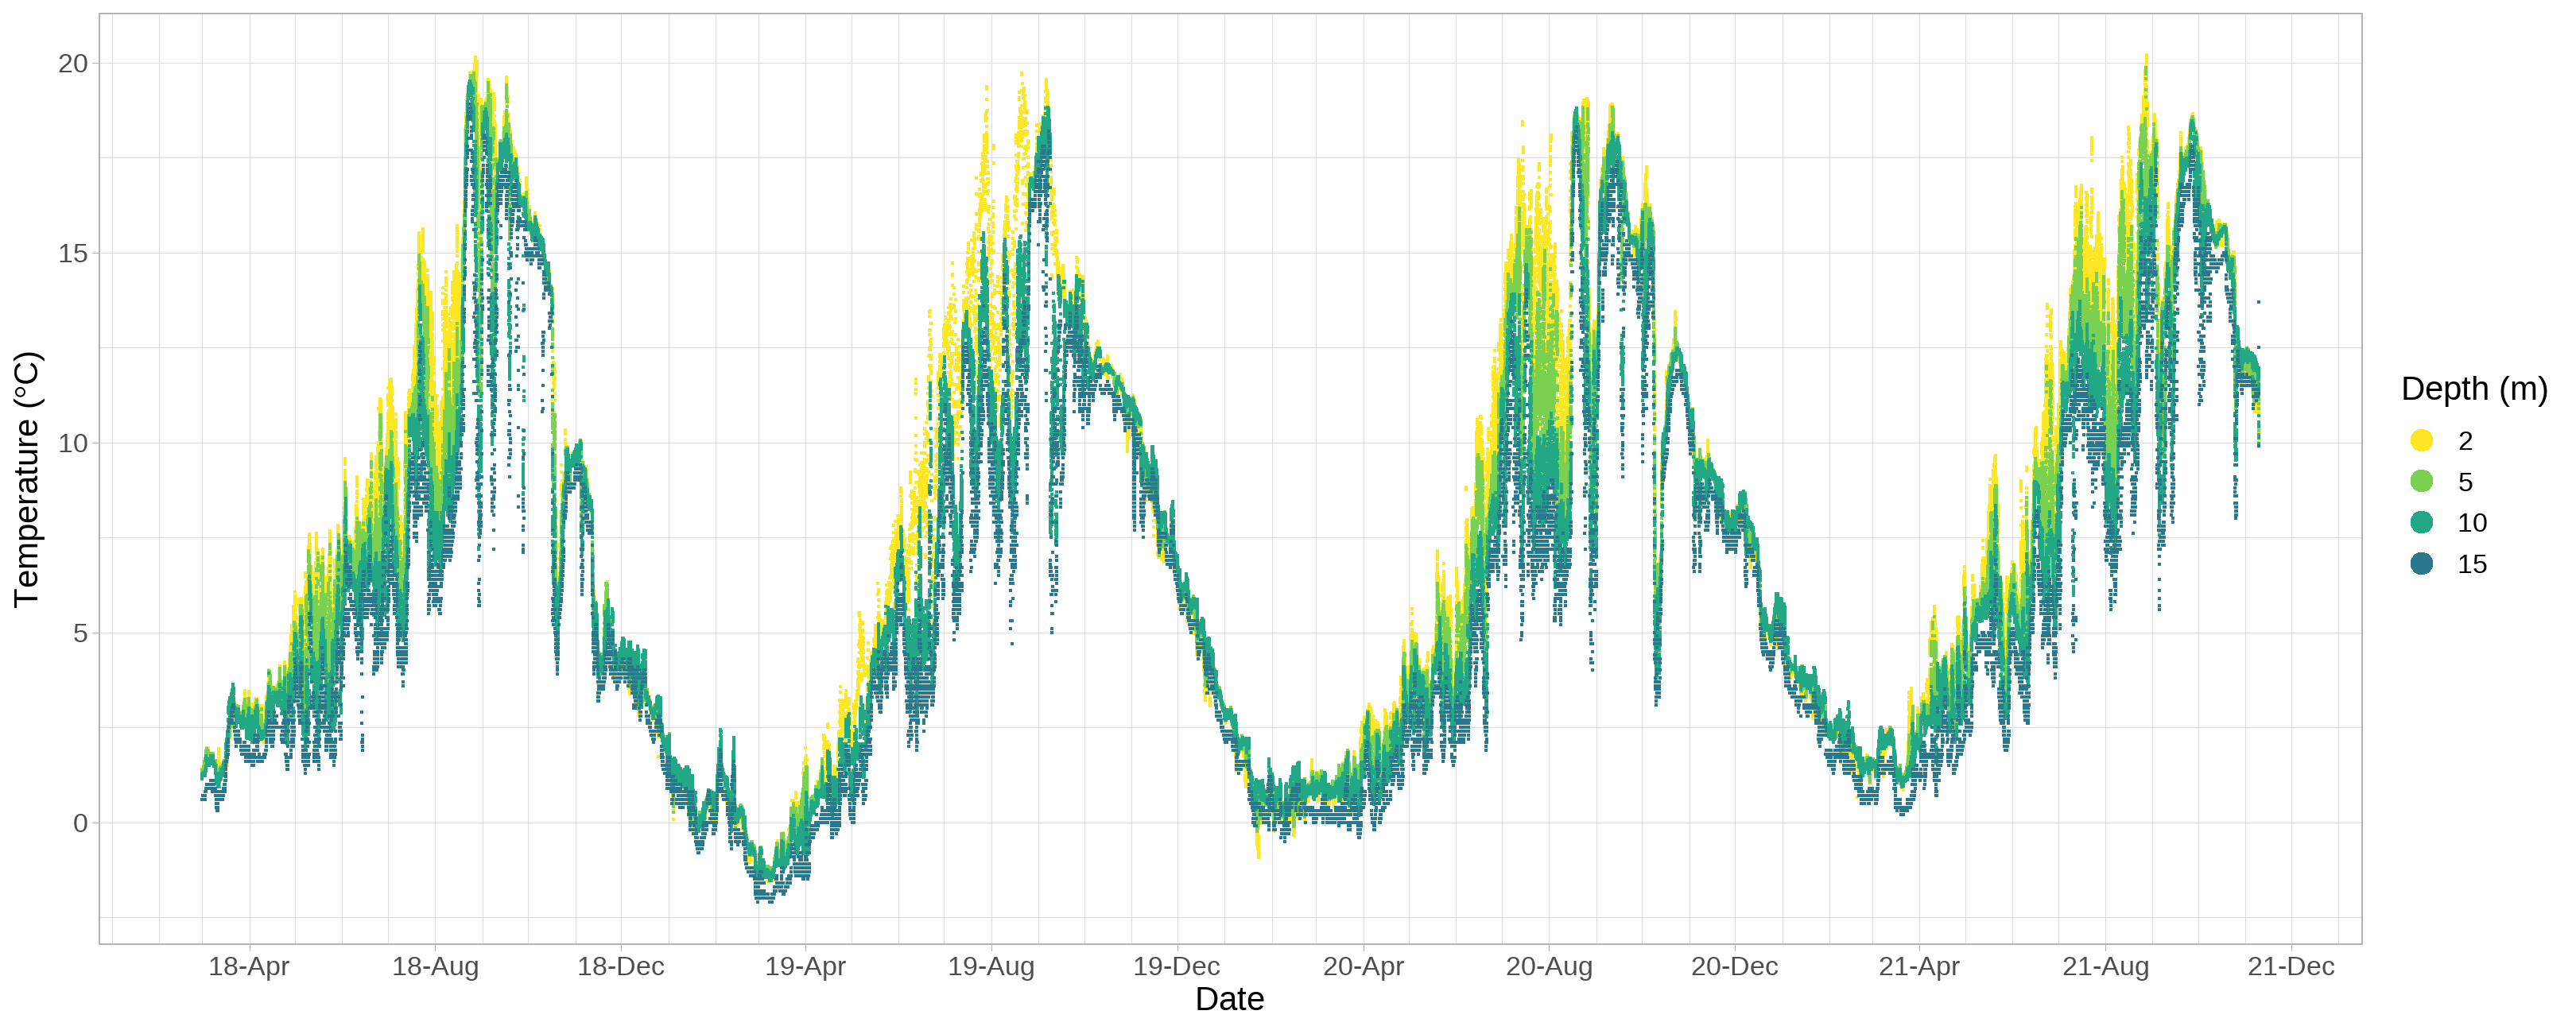 20
15
10
5
0
Temperature (°C)
18-Apr 18-Aug 18-Dec 19-Apr 19-Aug 19-Dec 20-Apr 20-Aug 20-Dec 21-Apr 21-Aug 21-Dec
Date
Depth (m)
2
5
10
15